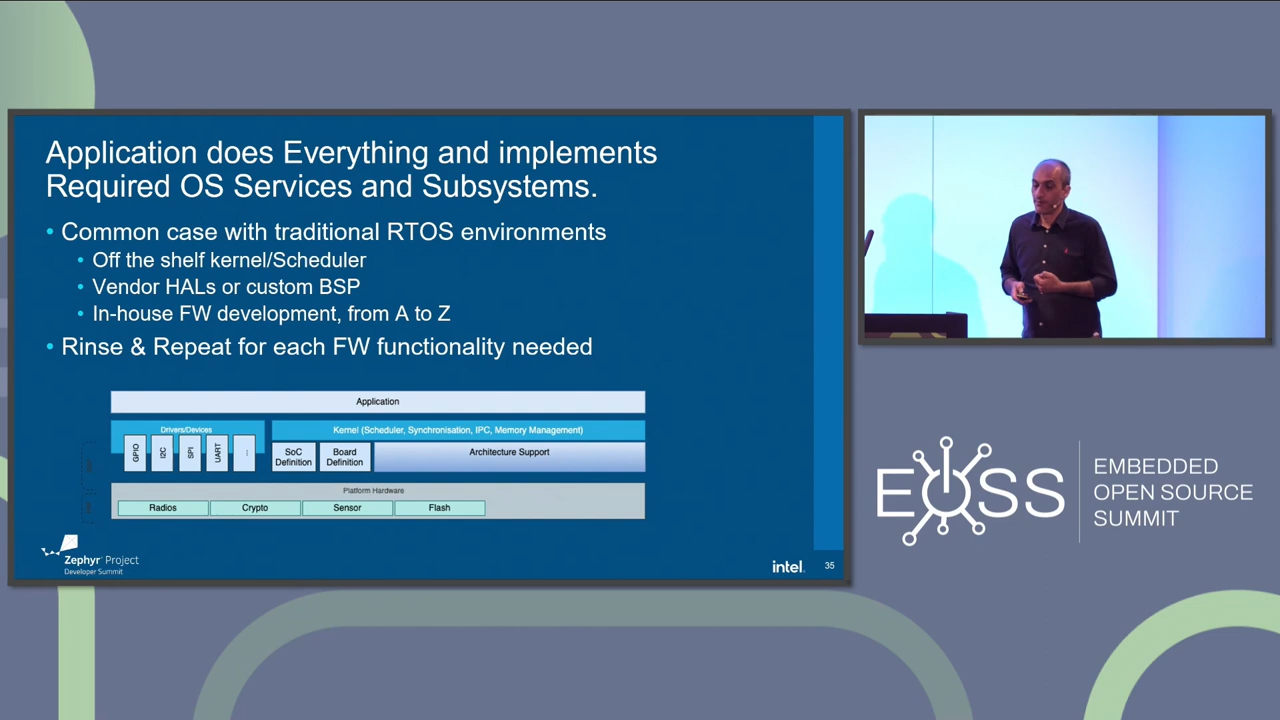 Application does Everything and implements
Required OS Services and Subsystems.
• Common case with traditional RTOS environments
• Off the shelf kernel/Scheduler
• Vendor HALs or custom BSP
• In-house FW development, from A to Z
• Rinse & Repeat for each FW functionality needed
Application
Drivers/Devices
GPIO
I2C
SPI
UART
...
Kernel (Scheduler, Synchronisation, IPC, Memory Management)
SoC
Definition
Board
Definition
Architecture Support
Platform Hardware
Radios
Crypto
Sensor
Flash
Zephyr® Project
Developer Summit
intel.
35
EOSS
EMBEDDED
OPEN SOURCE
SUMMIT